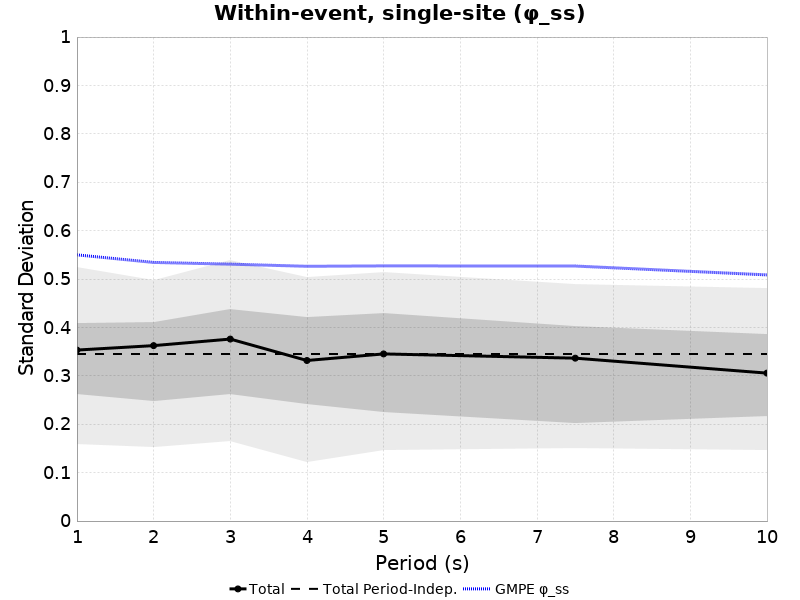 Within-event, single-site (φ_ss)
1
0.9
0.8
0.7
0.6
0.5
0.4
0.3
0.2
0.1
0
Standard Deviation
1 2 3 4 5 6 7 8 9 10
Period (s)
Total Total Period-Indep. GMPE φ_ss